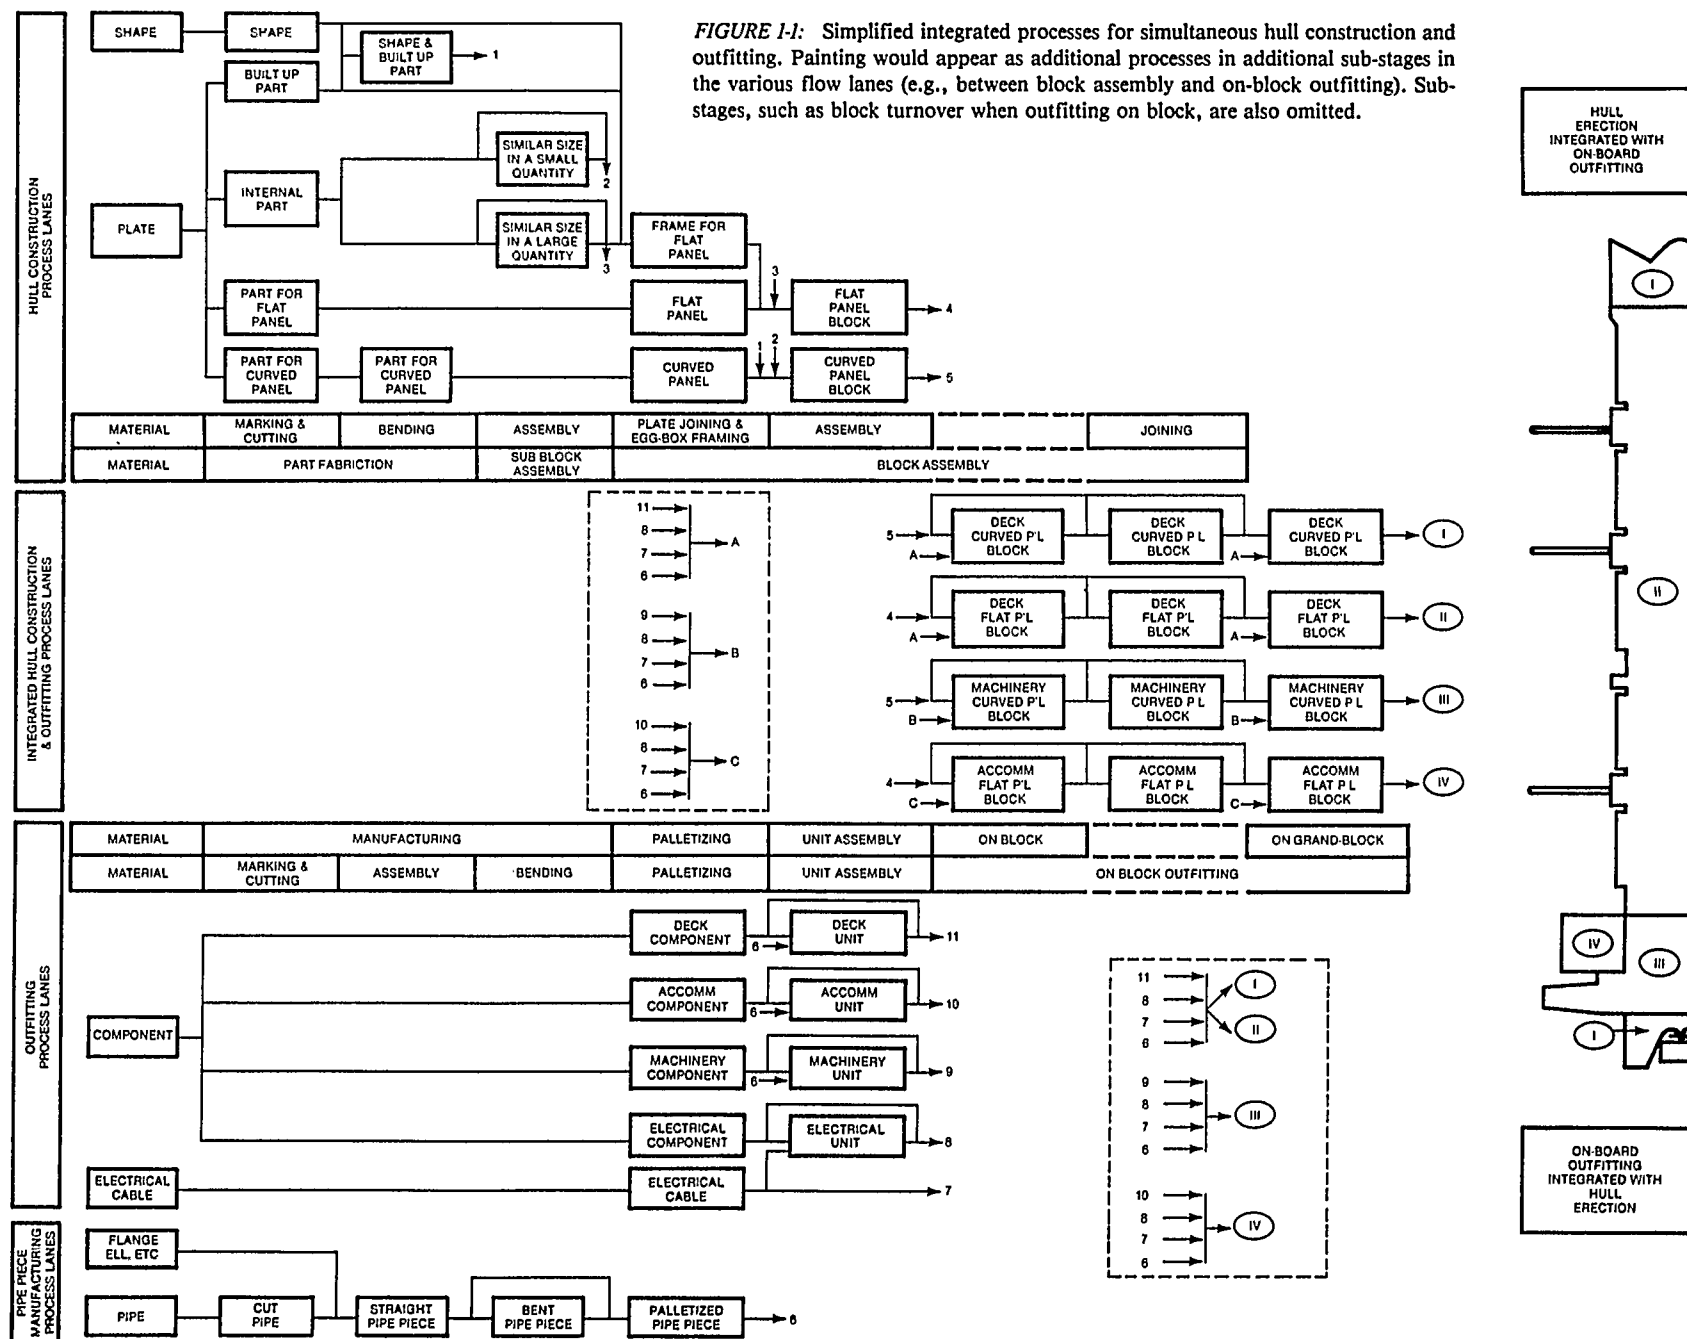 FIGURE 1-1: Simplified integrated processes for simultaneous hull construction and
outfitting. Painting would appear as additional processes in additional sub-stages in
the various flow lanes (e.g., between block assembly and on-block outfitting). Sub-
stages, such as block turnover when outfitting on block, are also omitted.
HULL CONSTRUCTION
PROCESS LANES
SHAPE
SHAPE
SHAPE &
BUILT UP
PART
1
BUILT UP
PART
SIMILAR SIZE
IN A SMALL
QUANTITY
2
INTERNAL
PART
PLATE
SIMILAR SIZE
IN A LARGE
QUANTITY
3
FRAME FOR
FLAT
PANEL
3
PART FOR
FLAT
PANEL
FLAT
PANEL
FLAT
PANEL
BLOCK
4
1
2
PART FOR
CURVED
PANEL
PART FOR
CURVED
PANEL
CURVED
PANEL
CURVED
PANEL
BLOCK
5
MATERIAL
MARKING &
CUTTING
BENDING
ASSEMBLY
PLATE JOINING &
EGG-BOX FRAMING
ASSEMBLY
JOINING
MATERIAL
PART FABRICTION
SUB BLOCK
ASSEMBLY
BLOCK ASSEMBLY
INTEGRATED HULL CONSTRUCTION
& OUTFITTING PROCESS LANES
11
8
7
6
A
9
8
7
6
B
10
8
7
6
C
5
A
DECK
CURVED P'L
BLOCK
DECK
CURVED P L
BLOCK
A
DECK
CURVED P'L
BLOCK
I
4
A
DECK
FLAT P'L
BLOCK
DECK
FLAT P'L
BLOCK
A
DECK
FLAT P'L
BLOCK
II
5
B
MACHINERY
CURVED P'L
BLOCK
MACHINERY
CURVED P L
BLOCK
B
MACHINERY
CURVED P L
BLOCK
III
4
C
ACCOMM
FLAT P'L
BLOCK
ACCOMM
FLAT P L
BLOCK
C
ACCOMM
FLAT P L
BLOCK
IV
MATERIAL
MANUFACTURING
PALLETIZING
UNIT ASSEMBLY
ON BLOCK
ON GRAND-BLOCK
MATERIAL
MARKING &
CUTTING
ASSEMBLY
BENDING
PALLETIZING
UNIT ASSEMBLY
ON BLOCK OUTFITTING
OUTFITTING
PROCESS LANES
DECK
COMPONENT
6
DECK
UNIT
11
ACCOMM
COMPONENT
6
ACCOMM
UNIT
10
COMPONENT
MACHINERY
COMPONENT
6
MACHINERY
UNIT
9
ELECTRICAL
COMPONENT
ELECTRICAL
UNIT
8
ELECTRICAL
CABLE
ELECTRICAL
CABLE
7
11
8
7
6
I
II
9
8
7
6
III
10
8
7
6
IV
PIPE PIECE
MANUFACTURING
PROCESS LANES
FLANGE
ELL, ETC
PIPE
CUT
PIPE
STRAIGHT
PIPE PIECE
BENT
PIPE PIECE
PALLETIZED
PIPE PIECE
6
HULL
ERECTION
INTEGRATED WITH
ON-BOARD
OUTFITTING
I
II
IV
III
I
ON-BOARD
OUTFITTING
INTEGRATED WITH
HULL
ERECTION